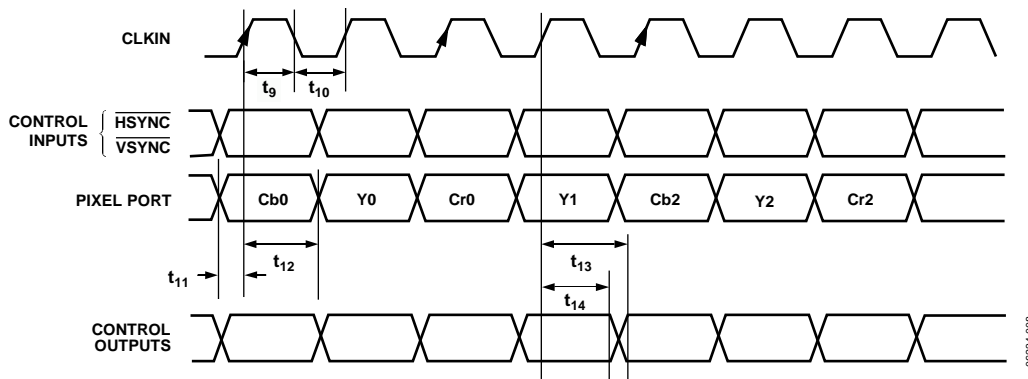 CLKIN
t9
t10
CONTROL
INPUTS
HSYNC
VSYNC
PIXEL PORT
Cb0
Y0
Cr0
Y1
Cb2
Y2
Cr2
t11
t12
t13
t14
CONTROL
OUTPUTS